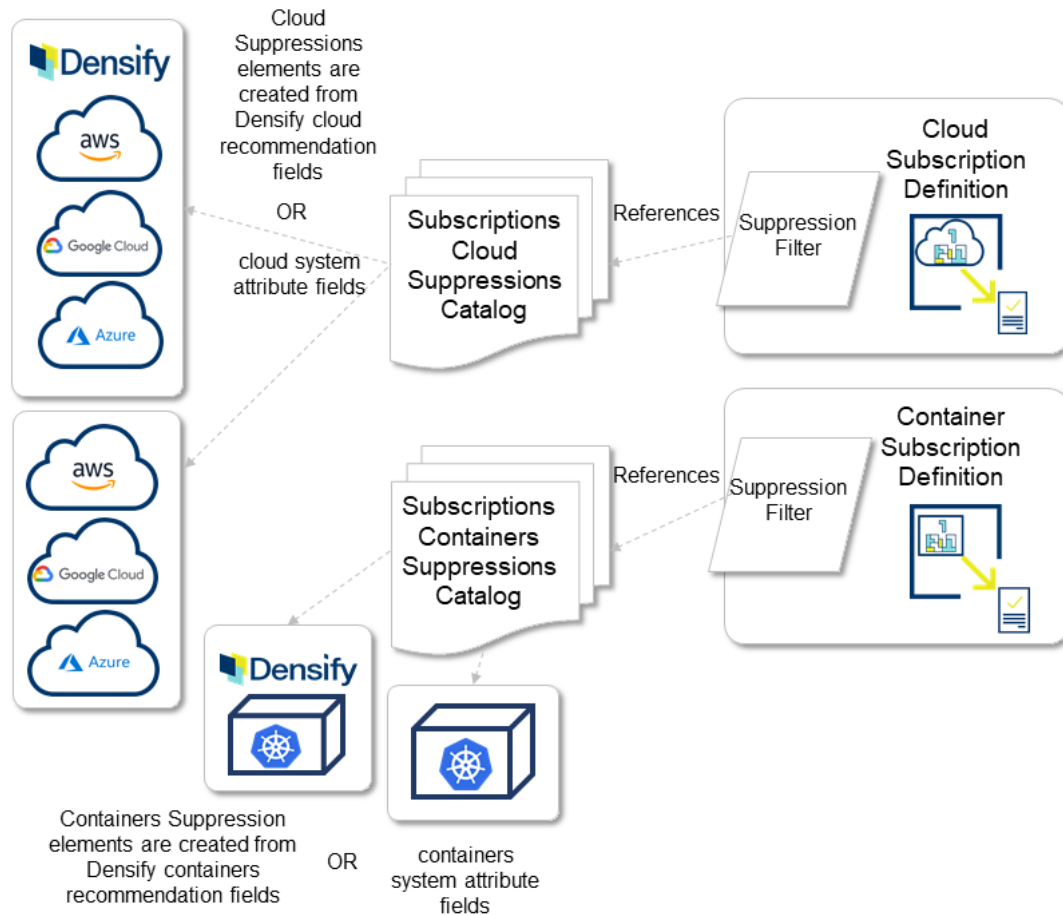 Densify
aws
Google Cloud
Azure
Cloud
Suppressions
elements are
created from
Densify cloud
recommendation
fields
OR
cloud system
attribute fields
Subscriptions
Cloud
Suppressions
Catalog
References
Suppression
Filter
Cloud
Subscription
Definition
aws
Google Cloud
Azure
Subscriptions
Containers
Suppressions
Catalog
References
Suppression
Filter
Container
Subscription
Definition
Densify
Containers Suppression
elements are created from
Densify containers
recommendation fields
OR
containers
system attribute
fields